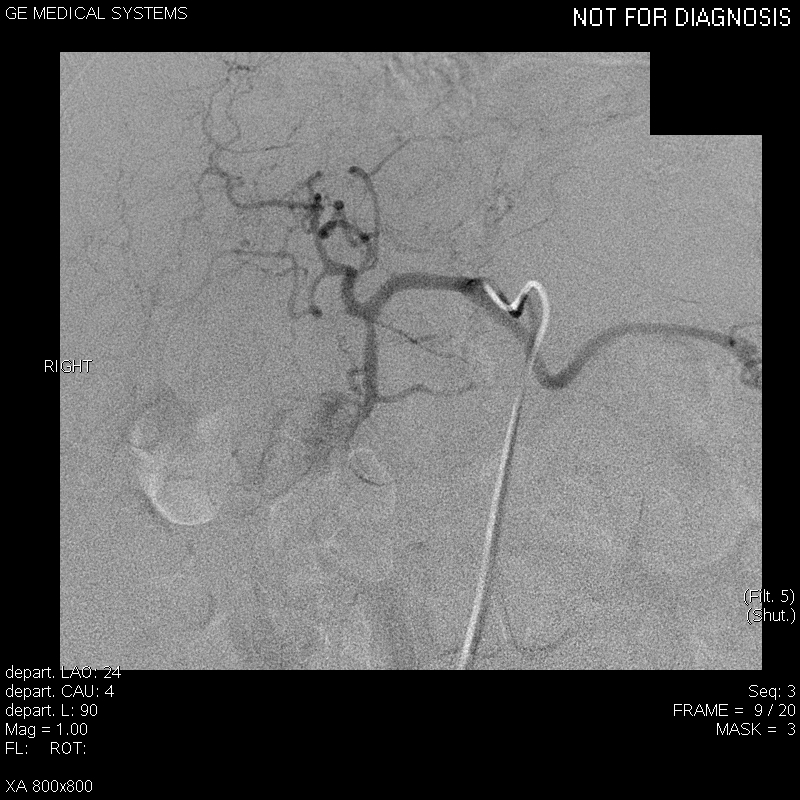 GE MEDICAL SYSTEMS
NOT FOR DIAGNOSIS
RIGHT
(Filt. 5)
(Shut.)
depart. LAO: 24
depart. CAU: 4
depart. L: 90
Mag = 1.00
FL: ROT:
Seq: 3
FRAME = 9 / 20
MASK = 3
XA 800x800